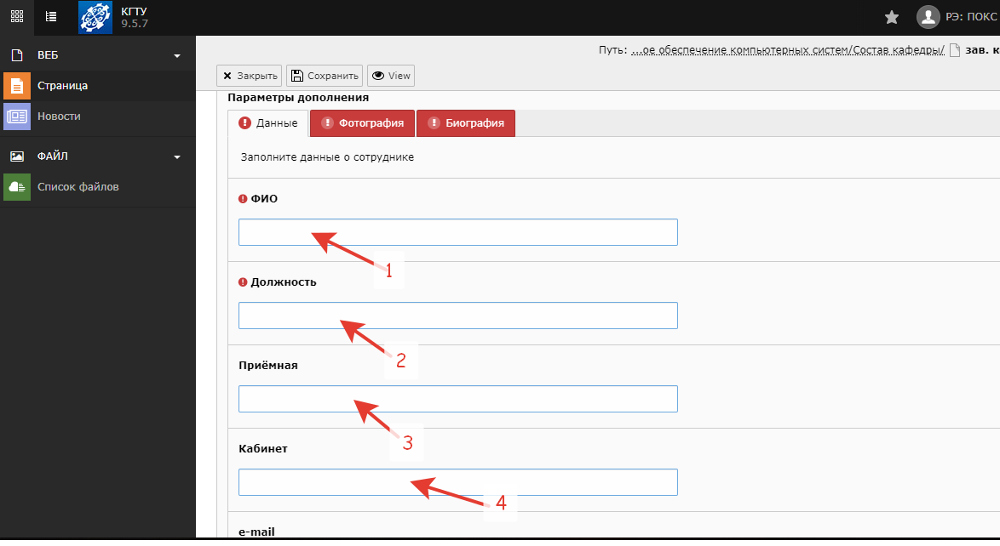 КГТУ
9.5.7
РЭ: ПОКС
ВЕБ
Страница
Новости
ФАЙЛ
Список файлов
Путь: ...ое обеспечение компьютерных систем/Состав кафедры/ зав. к
Закрыть Сохранить View
Параметры дополнения
Данные Фотография Биография
Заполните данные о сотруднике
ФИО
1
Должность
2
Приёмная
3
Кабинет
4
e-mail